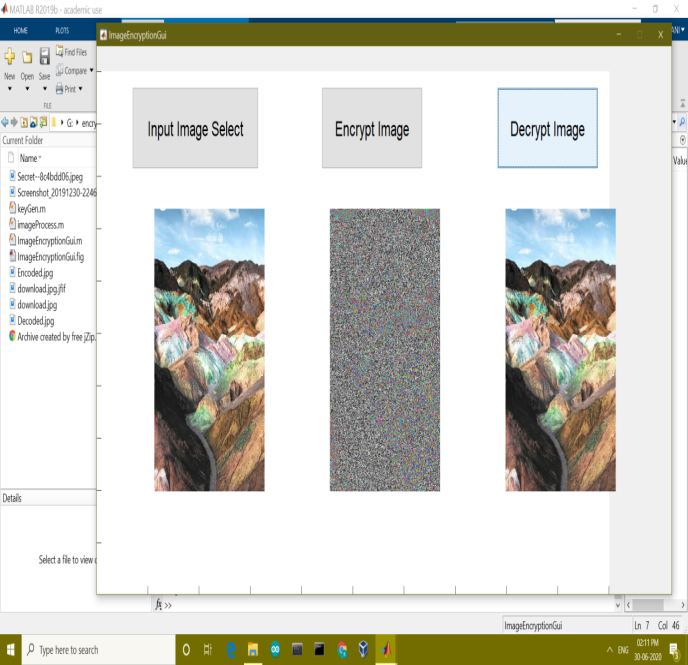 MATLAB R2019b - academic use
HOME PLOTS
ImageEncryptionGui
New Open Save
Find Files
Compare
Print
FILE
G: encry
Current Folder
Name
Value
Secret--8c4bdd06.jpeg
Screenshot_20191230-2246
keyGen.m
imageProcess.m
ImageEncryptionGui.m
ImageEncryptionGui.fig
Encoded.jpg
download.jpg.jfif
download.jpg
Decoded.jpg
Archive created by free jZip.
Input Image Select
Encrypt Image
Decrypt Image
Details
Select a file to view
fx >>
ImageEncryptionGui Ln 7 Col 46
Type here to search
ENG
02:11 PM
30-06-2020
3